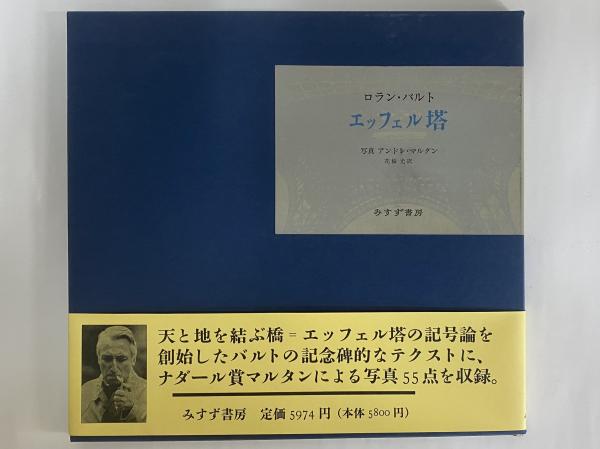 ロラン・バルト
エッフェル塔
写真 アンドレ・マルタン
花輪 光訳
みすず書房
天と地を結ぶ橋=エッフェル塔の記号論を
創始したバルトの記念碑的なテクストに、
ナダール賞マルタンによる写真55点を収録。
みすず書房 定価5974円(本体5800円)